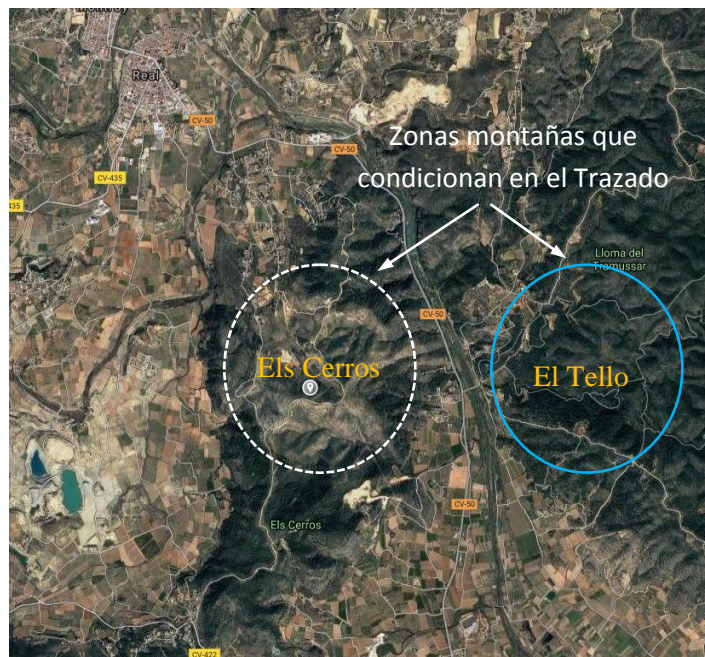 Real
CV-50
CV-50
Zonas montañas que
condicionan en el Trazado
CV-435
435
Lloma del
Tramussar
CV-50
Els Cerros
El Tello
CV-50
Els Cerros
CV-422